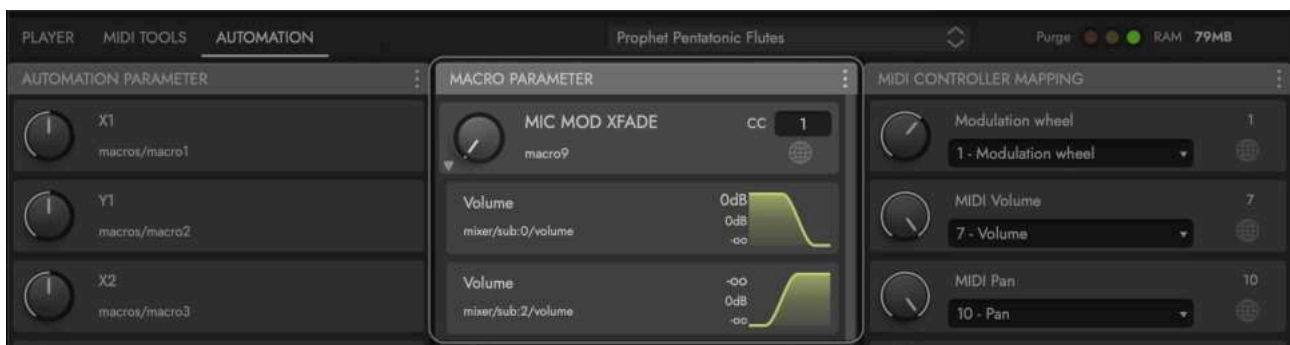 PLAYER MIDI TOOLS AUTOMATION Prophet Pentatonic Flutes Purge RAM 79MB
AUTOMATION PARAMETER
X1
macros/macro1
Y1
macros/macro2
X2
macros/macro3
MACRO PARAMETER
MIC MOD XFADE CC 1
macro9
Volume 0dB
mixer/sub:0/volume 0dB
-oo
Volume -oo
mixer/sub:2/volume 0dB
-oo
MIDI CONTROLLER MAPPING
Modulation wheel 1
1 - Modulation wheel
MIDI Volume 7
7 - Volume
MIDI Pan 10
10 - Pan